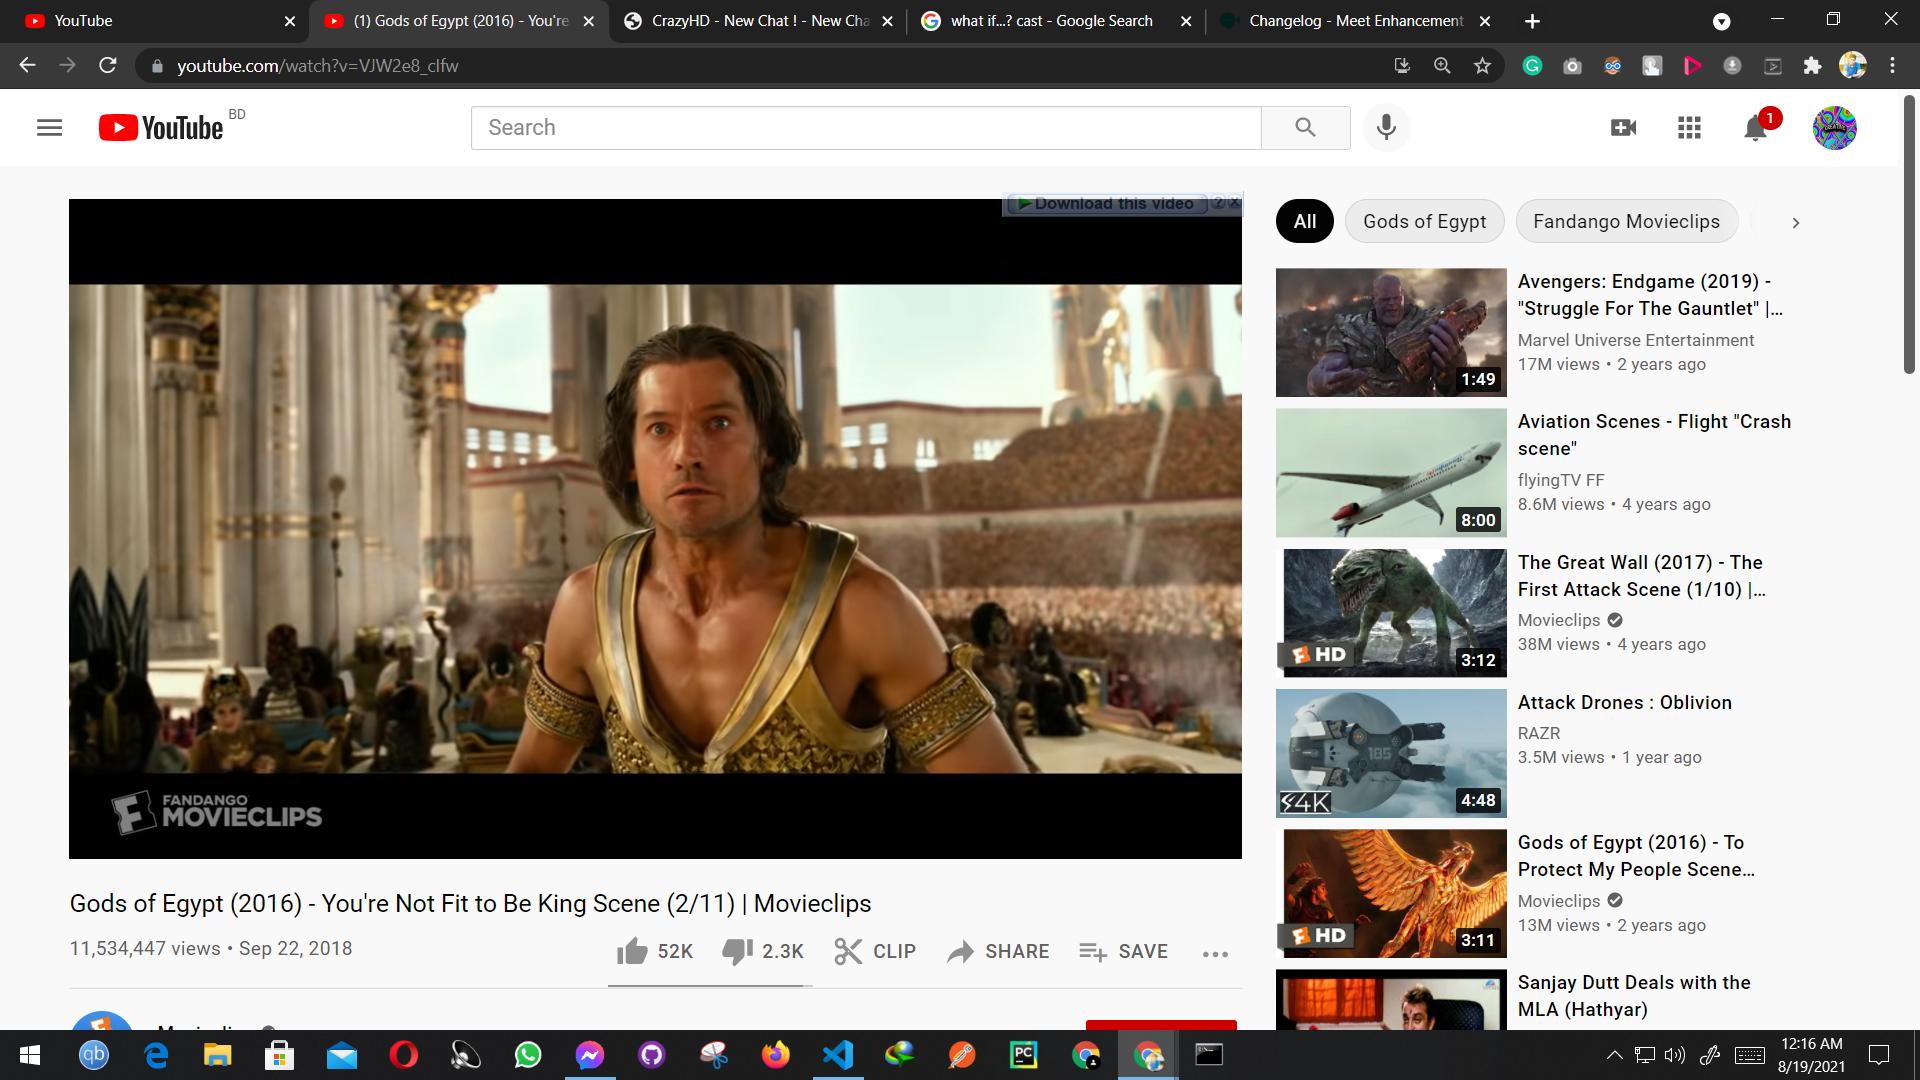 YouTube
(1) Gods of Egypt (2016) - You're
CrazyHD - New Chat ! - New Cha
what if...? cast - Google Search
Changelog - Meet Enhancement
youtube.com/watch?v=VJW2e8_clfw
YouTube BD
Search
1
Download this video
All
Gods of Egypt
Fandango Movieclips
Avengers: Endgame (2019) -
"Struggle For The Gauntlet" |...
Marvel Universe Entertainment
17M views • 2 years ago
1:49
Aviation Scenes - Flight "Crash
scene"
flyingTV FF
8.6M views • 4 years ago
8:00
The Great Wall (2017) - The
First Attack Scene (1/10) |...
Movieclips
38M views • 4 years ago
HD
3:12
Attack Drones : Oblivion
RAZR
3.5M views • 1 year ago
185
4K
4:48
Gods of Egypt (2016) - To
Protect My People Scene...
Movieclips
13M views • 2 years ago
HD
3:11
Sanjay Dutt Deals with the
MLA (Hathyar)
FANDANGO
MOVIECLIPS
Gods of Egypt (2016) - You're Not Fit to Be King Scene (2/11) | Movieclips
11,534,447 views • Sep 22, 2018
52K
2.3K
CLIP
SHARE
SAVE
qb
PC
12:16 AM
8/19/2021